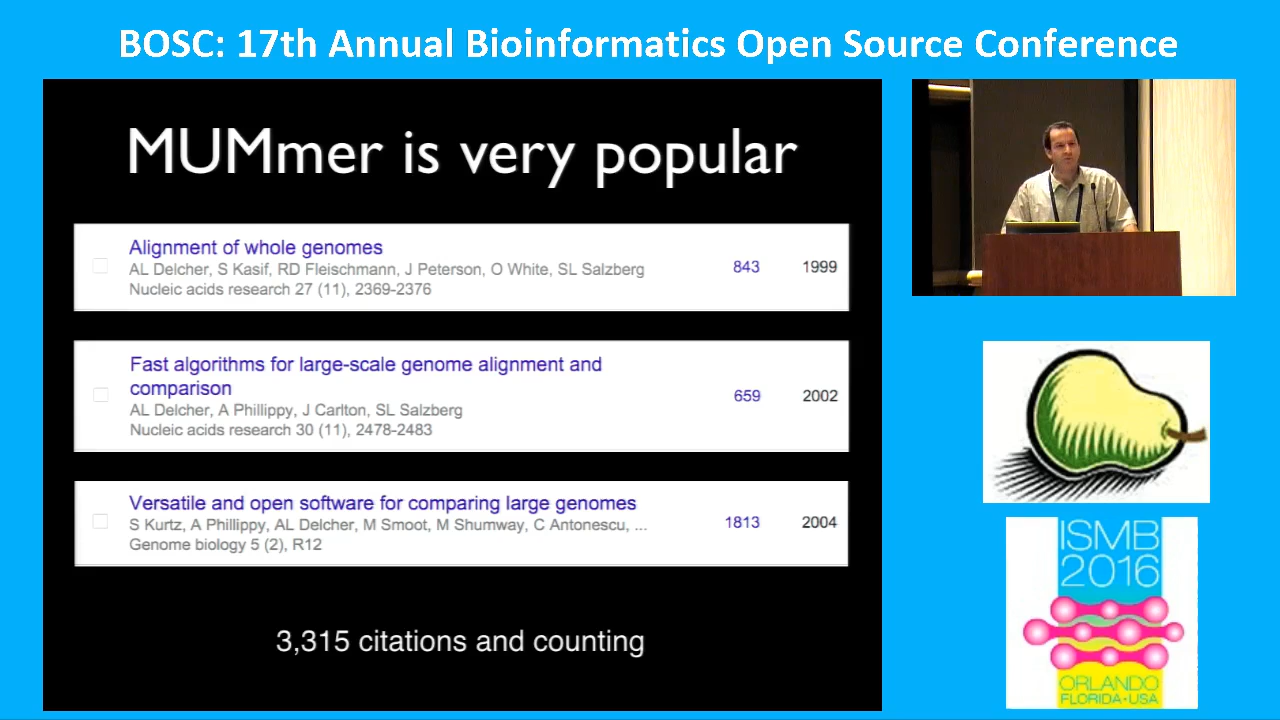 BOSC: 17th Annual Bioinformatics Open Source Conference
MUMmer is very popular
Alignment of whole genomes
AL Delcher, S Kasif, RD Fleischmann, J Peterson, O White, SL Salzberg
Nucleic acids research 27 (11), 2369-2376
843 1999
Fast algorithms for large-scale genome alignment and
comparison
AL Delcher, A Phillippy, J Carlton, SL Salzberg
Nucleic acids research 30 (11), 2478-2483
659 2002
Versatile and open software for comparing large genomes
S Kurtz, A Phillippy, AL Delcher, M Smoot, M Shumway, C Antonescu, ...
Genome biology 5 (2), R12
1813 2004
3,315 citations and counting
ISMB
2016
ORLANDO
FLORIDA•USA